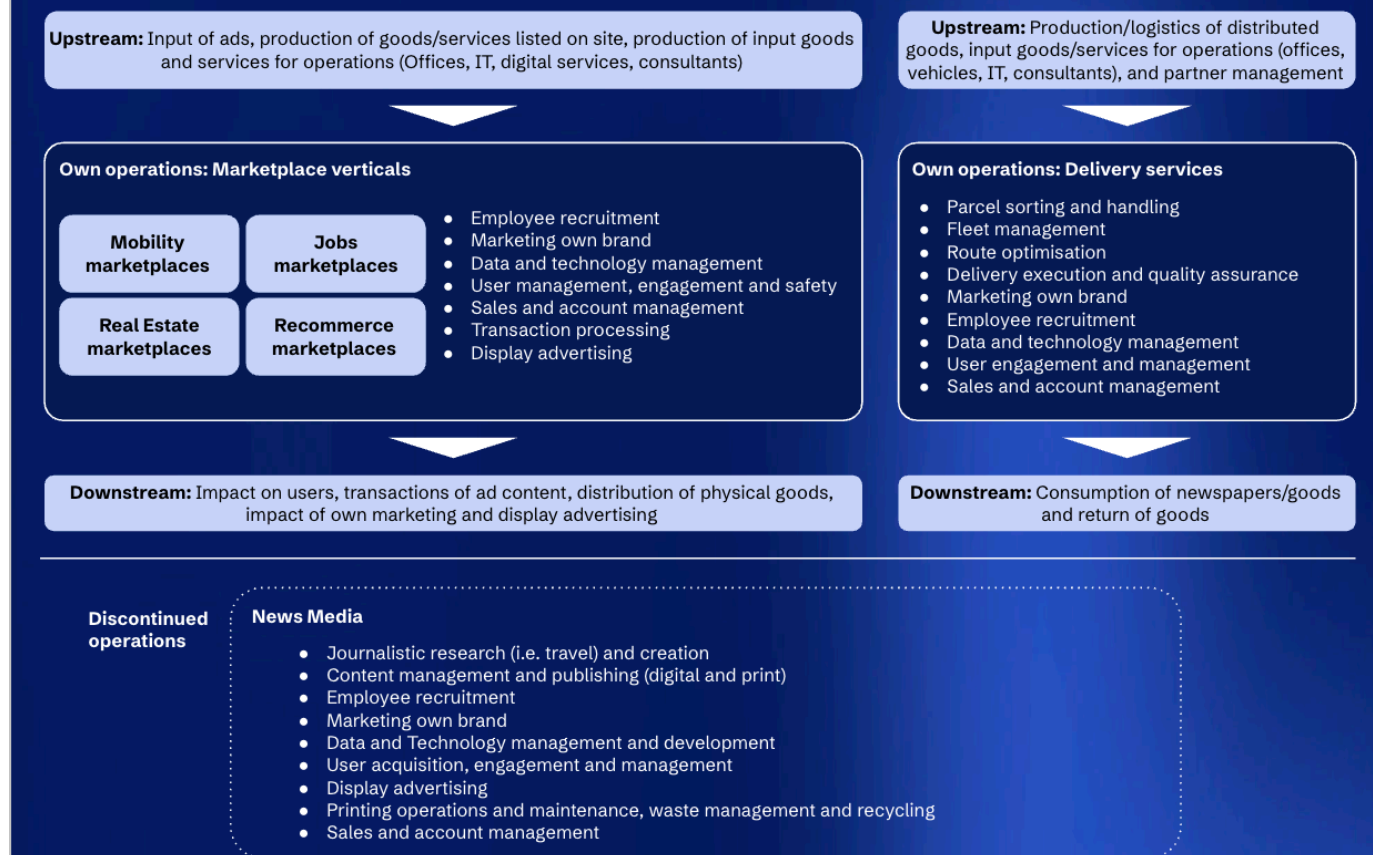 Upstream: Input of ads, production of goods/services listed on site, production of input goods
and services for operations (Offices, IT, digital services, consultants)
Upstream: Production/logistics of distributed
goods, input goods/services for operations (offices,
vehicles, IT, consultants), and partner management
Own operations: Marketplace verticals
Mobility
marketplaces
Jobs
marketplaces
Real Estate
marketplaces
Recommerce
marketplaces
● Employee recruitment
● Marketing own brand
● Data and technology management
● User management, engagement and safety
● Sales and account management
● Transaction processing
● Display advertising
Own operations: Delivery services
● Parcel sorting and handling
● Fleet management
● Route optimisation
● Delivery execution and quality assurance
● Marketing own brand
● Employee recruitment
● Data and technology management
● User engagement and management
● Sales and account management
Downstream: Impact on users, transactions of ad content, distribution of physical goods,
impact of own marketing and display advertising
Downstream: Consumption of newspapers/goods
and return of goods
Discontinued
operations
News Media
● Journalistic research (i.e. travel) and creation
● Content management and publishing (digital and print)
● Employee recruitment
● Marketing own brand
● Data and Technology management and development
● User acquisition, engagement and management
● Display advertising
● Printing operations and maintenance, waste management and recycling
● Sales and account management